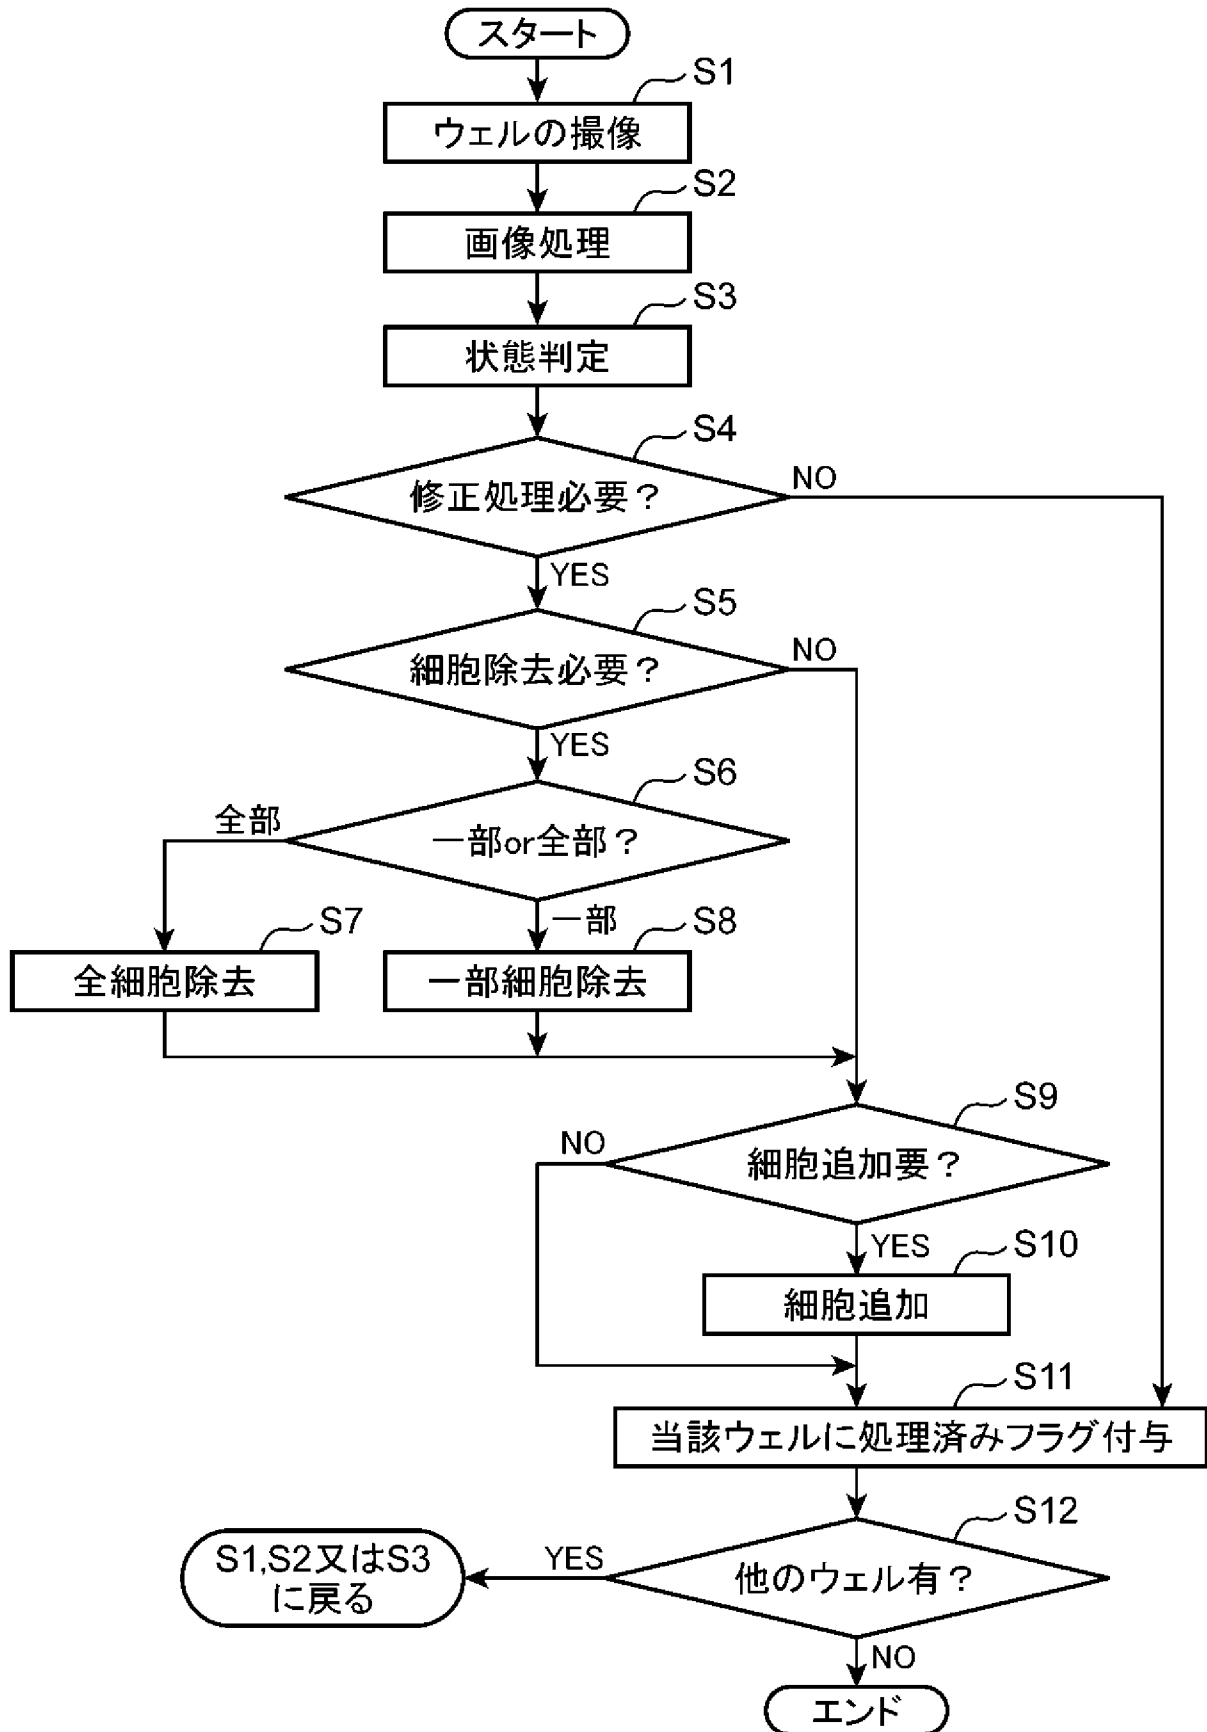 スタート
S1
ウェルの撮像
S2
画像処理
S3
状態判定
S4
修正処理必要？
NO
YES
S5
細胞除去必要？
NO
YES
S6
一部or全部？
全部
一部
S7
全細胞除去
S8
一部細胞除去
S9
細胞追加要？
NO
YES
S10
細胞追加
S11
当該ウェルに処理済みフラグ付与
S12
他のウェル有？
YES
S1,S2又はS3
に戻る
NO
エンド